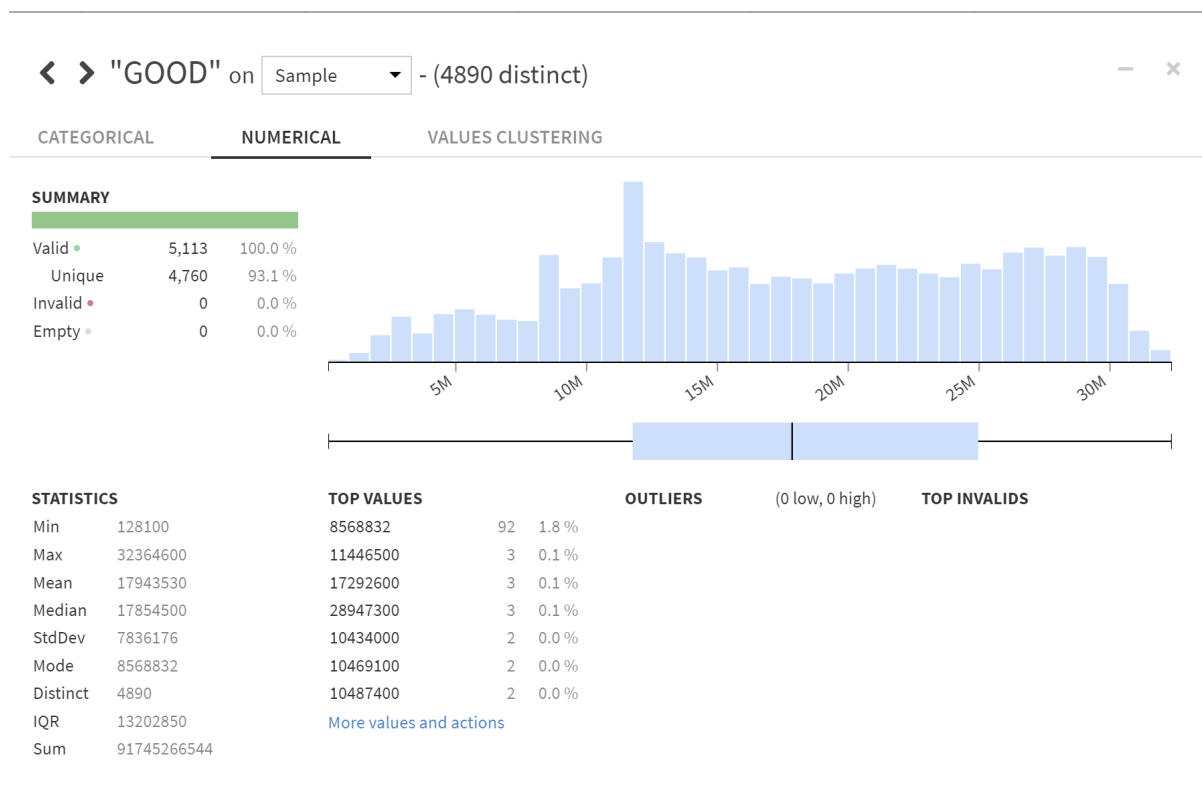 "GOOD" on Sample - (4890 distinct)
CATEGORICAL NUMERICAL VALUES CLUSTERING
SUMMARY
Valid 5,113 100.0 %
Unique 4,760 93.1 %
Invalid 0 0.0 %
Empty 0 0.0 %
5M 10M 15M 20M 25M 30M
STATISTICS
Min 128100
Max 32364600
Mean 17943530
Median 17854500
StdDev 7836176
Mode 8568832
Distinct 4890
IQR 13202850
Sum 91745266544
TOP VALUES
8568832 92 1.8 %
11446500 3 0.1 %
17292600 3 0.1 %
28947300 3 0.1 %
10434000 2 0.0 %
10469100 2 0.0 %
10487400 2 0.0 %
More values and actions
OUTLIERS (0 low, 0 high)
TOP INVALIDS